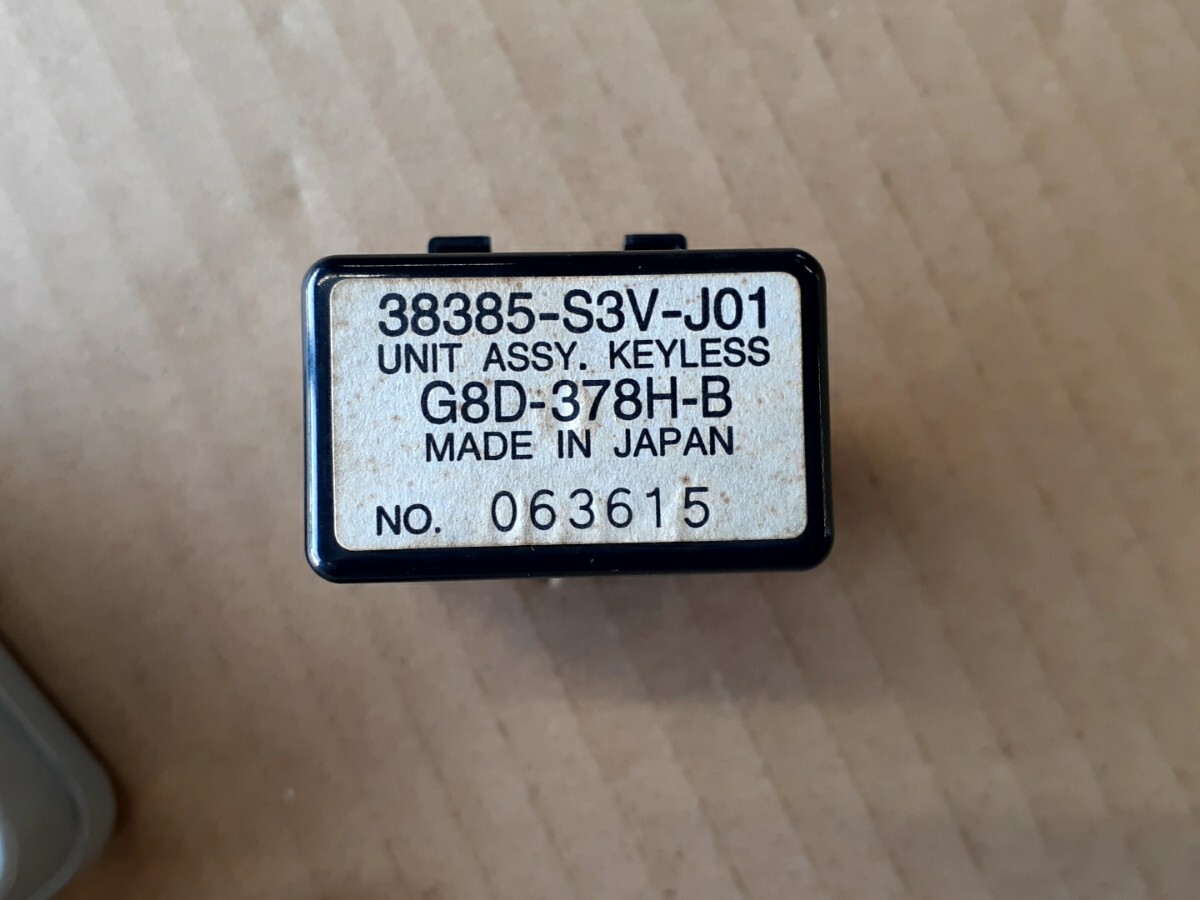 38385-S3V-J01
UNIT ASSY. KEYLESS
G8D-378H-B
MADE IN JAPAN
NO. 063615